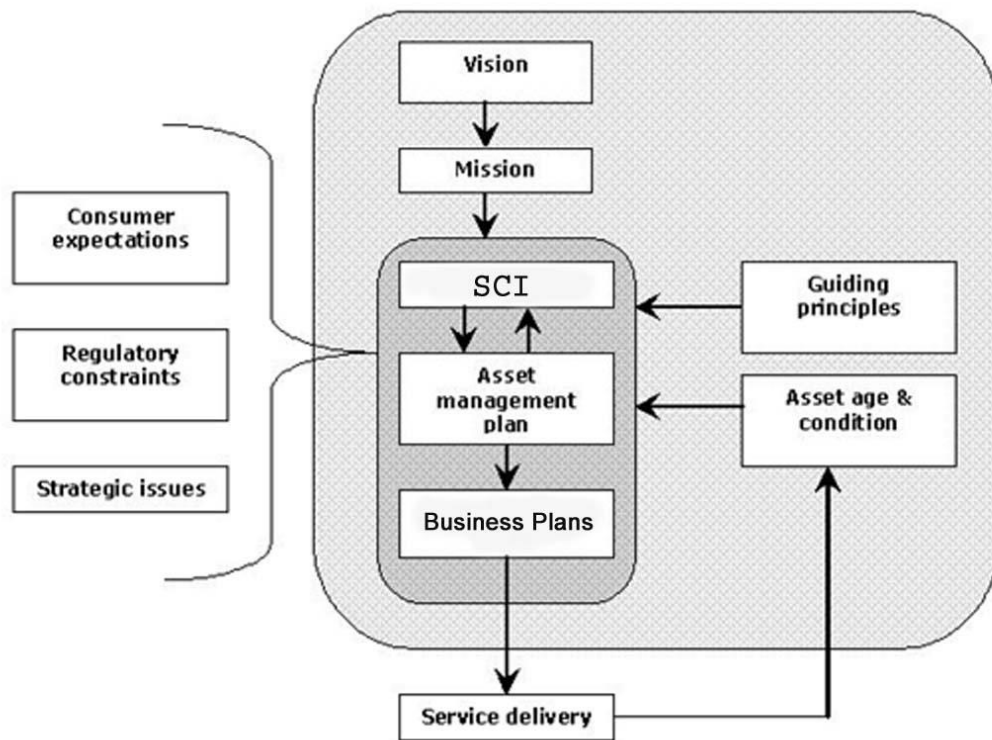 Vision
Mission
Consumer
expectations
Regulatory
constraints
Strategic issues
SCI
Asset
management
plan
Business Plans
Guiding
principles
Asset age &
condition
Service delivery